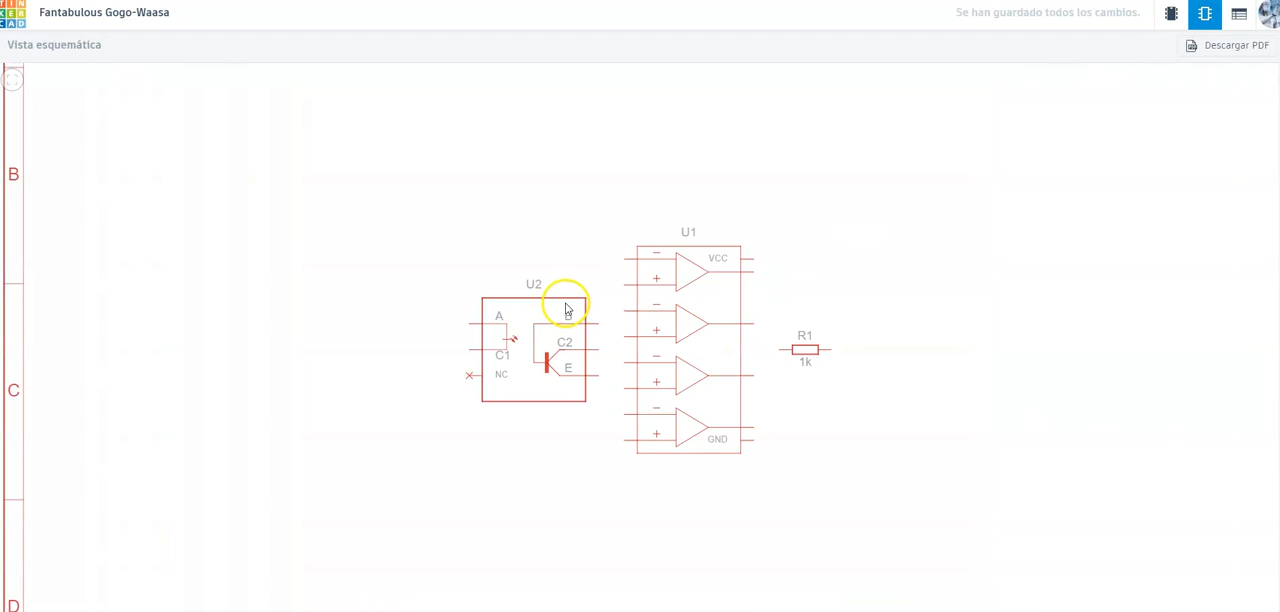 TIN
KER
CAD
Fantabulous Gogo-Waasa
Se han guardado todos los cambios.
Vista esquemática
Descargar PDF
B
C
D
U2
A
B
C1
C2
NC
E
U1
− VCC
+
−
+
−
+
−
+ GND
R1
1k